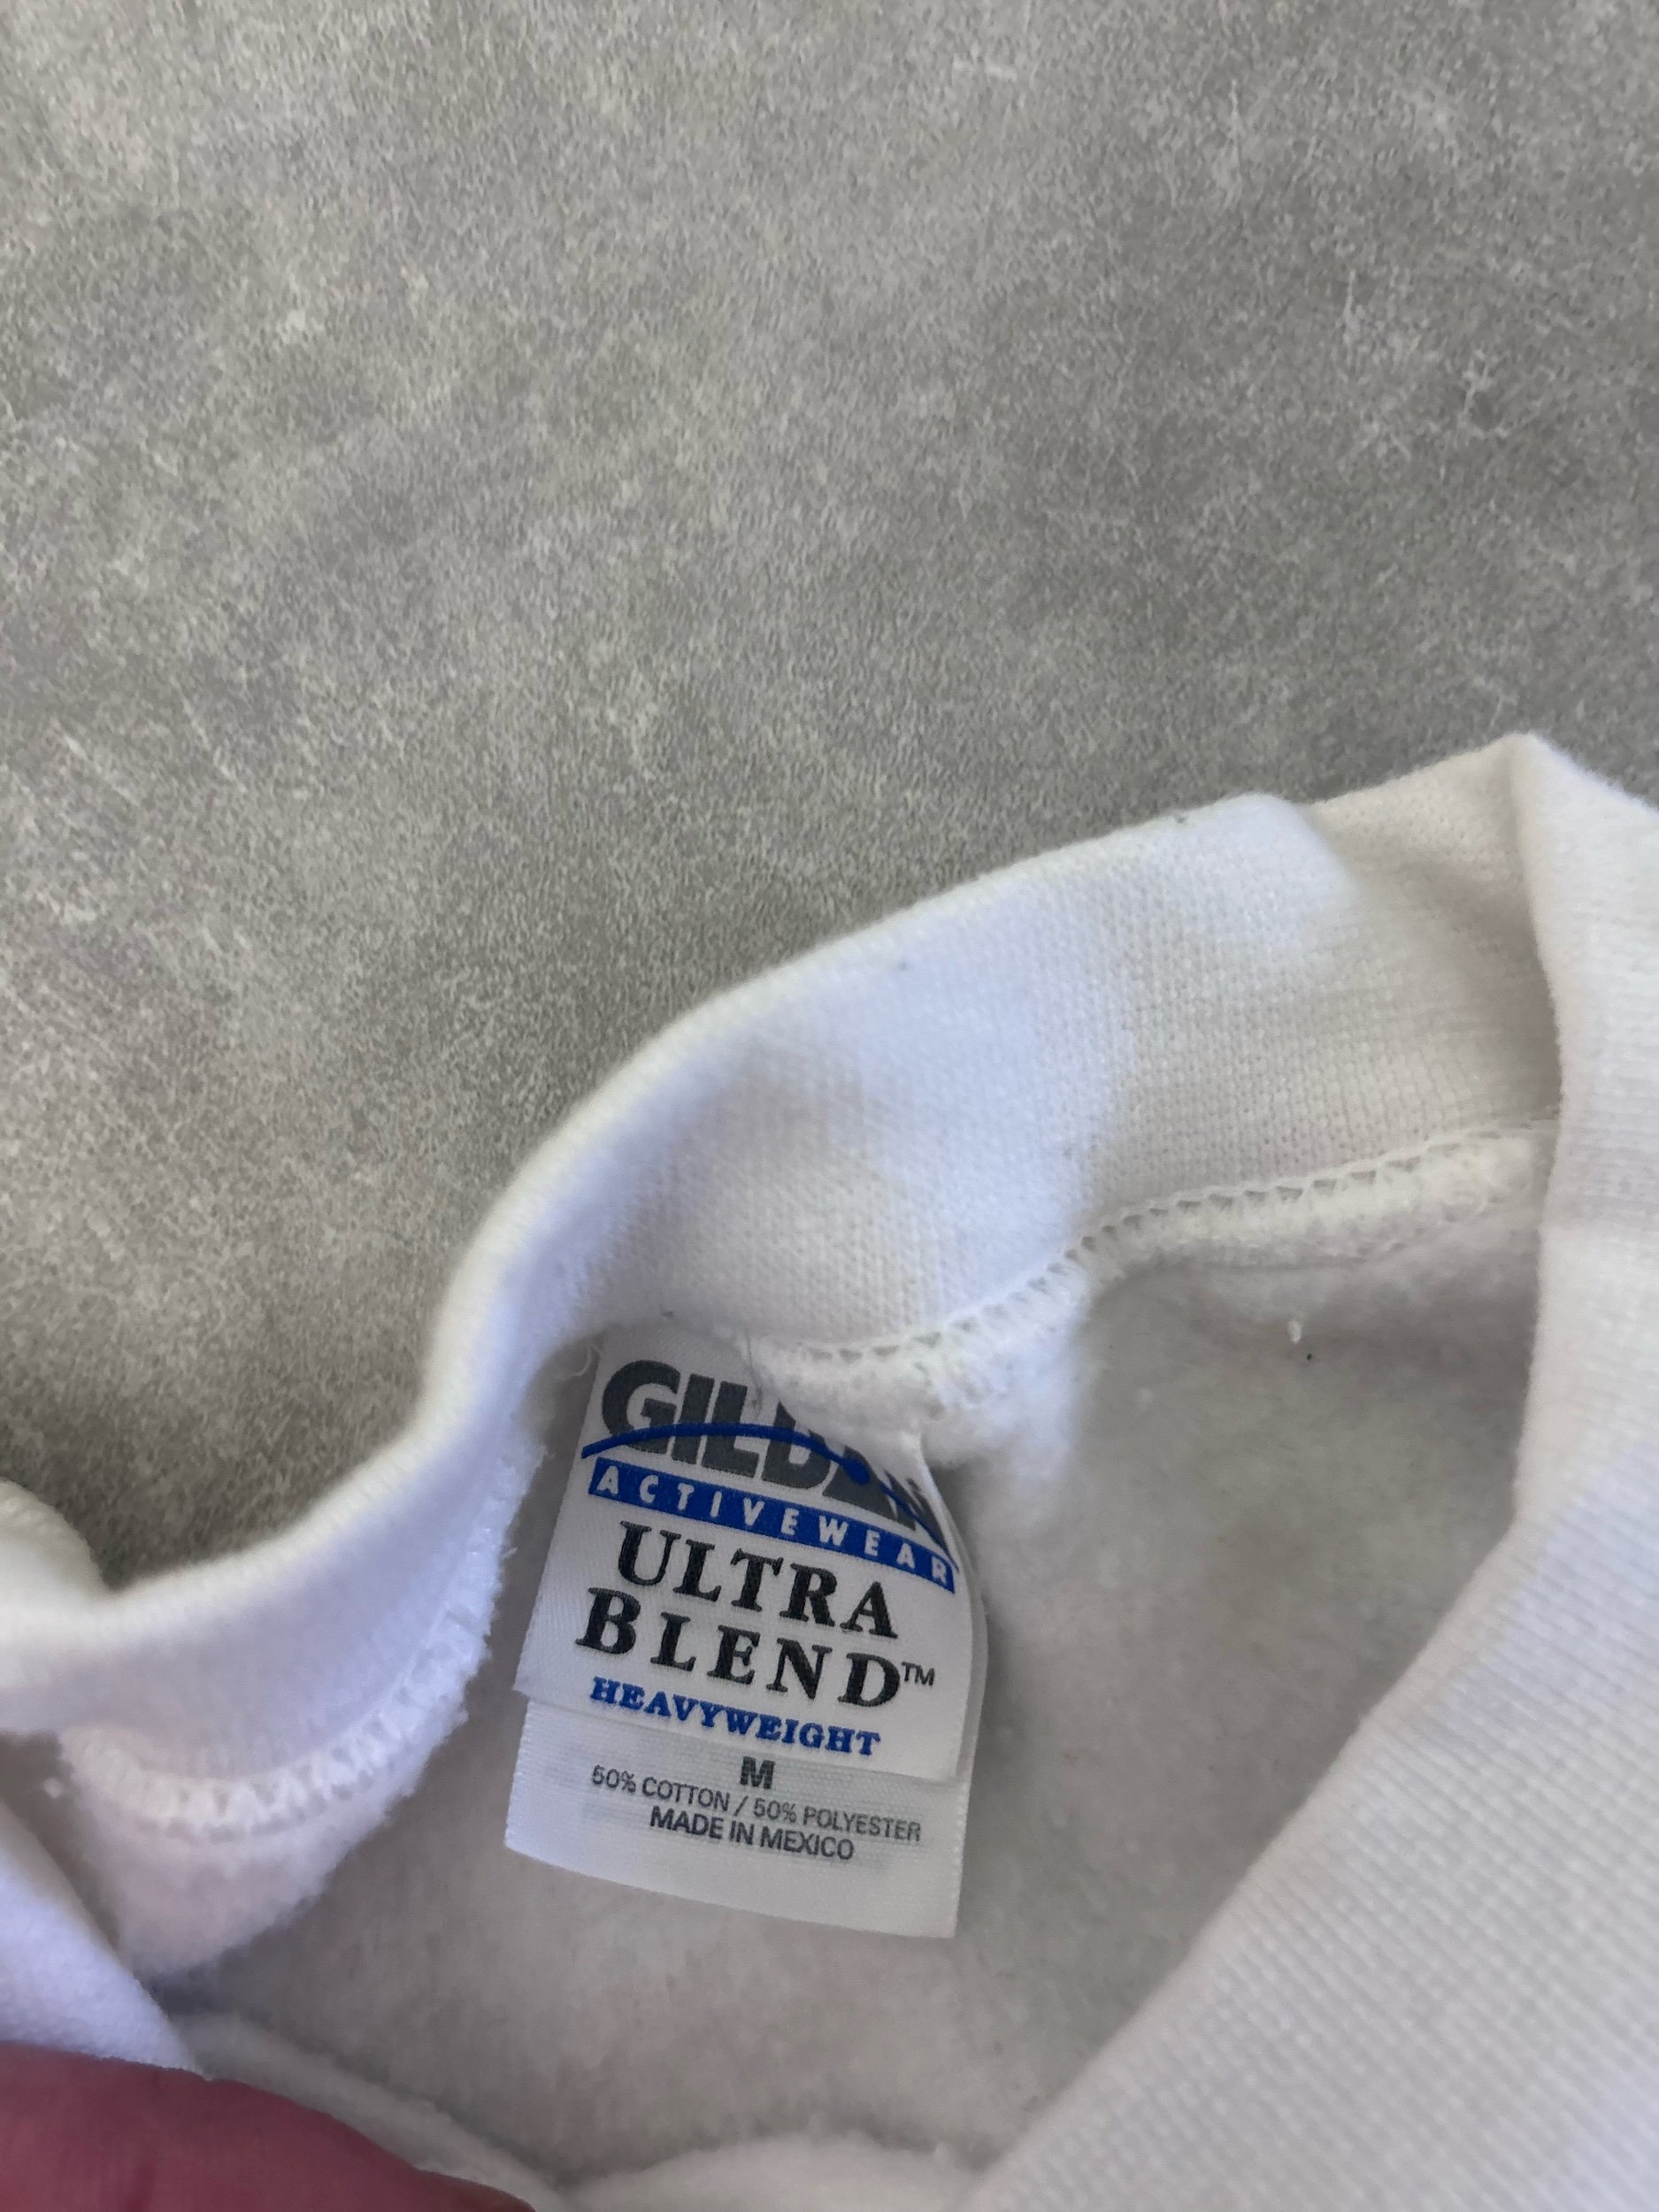 GILDAN
ACTIVEWEAR
ULTRA
BLEND™
HEAVYWEIGHT
M
50% COTTON / 50% POLYESTER
MADE IN MEXICO